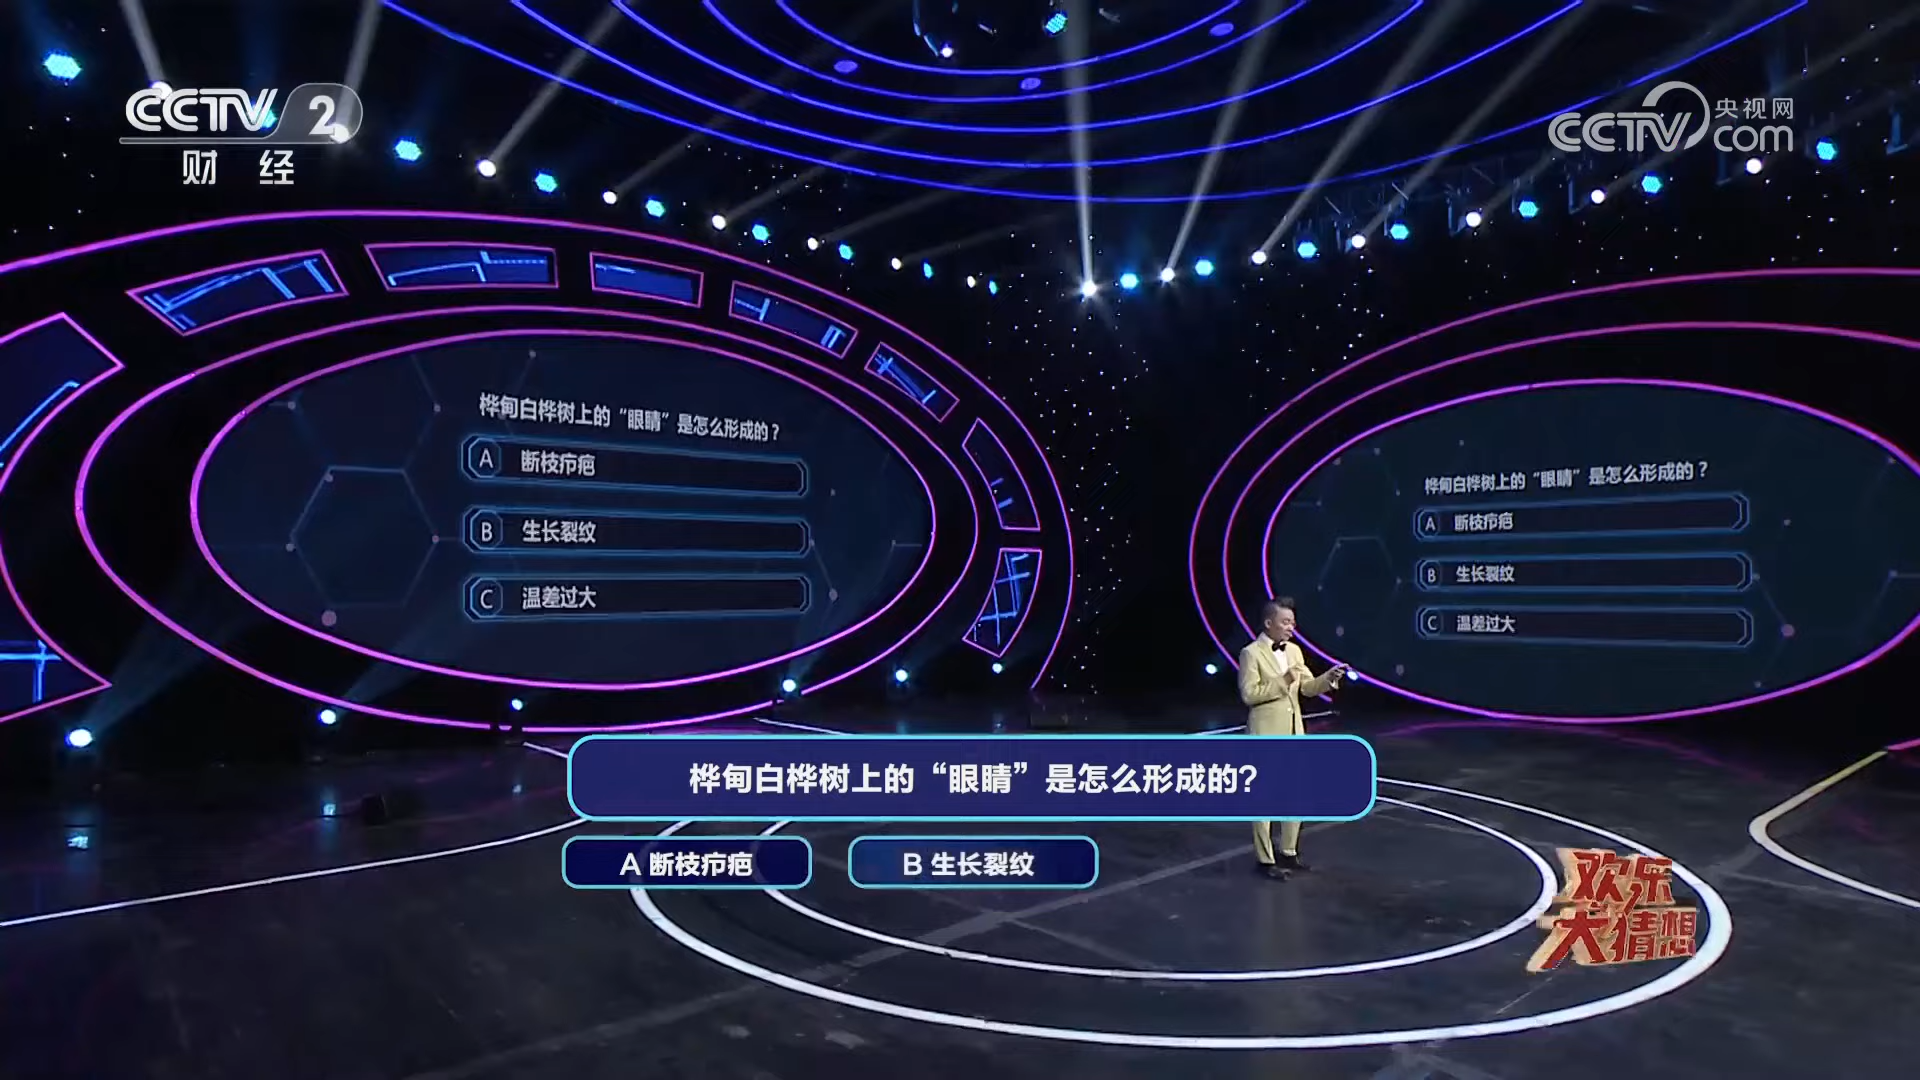 CCTV 2
财 经
央视网
CCTV com
桦甸白桦树上的“眼睛”是怎么形成的？
A 断枝疖疤
B 生长裂纹
C 温差过大
桦甸白桦树上的“眼睛”是怎么形成的？
A 断枝疖疤
B 生长裂纹
C 温差过大
桦甸白桦树上的“眼睛”是怎么形成的?
A 断枝疖疤
B 生长裂纹
欢乐
大猜想